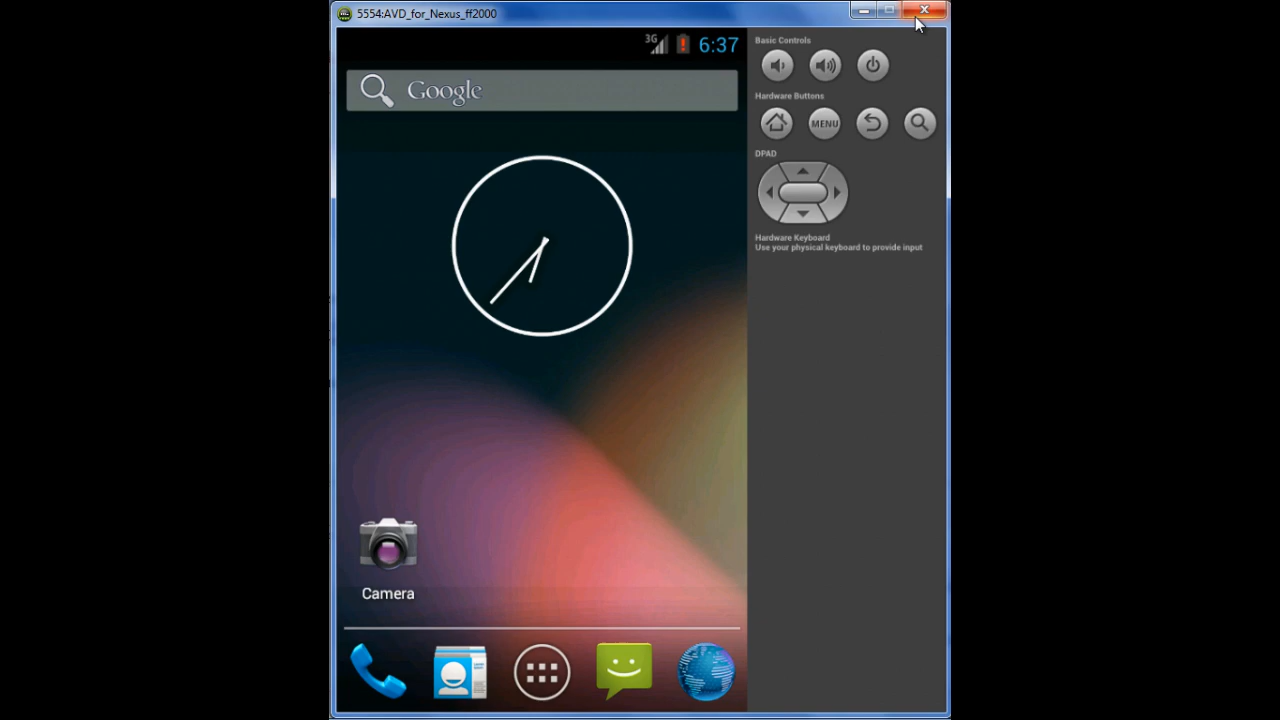 5554:AVD_for_Nexus_ff2000
3G 6:37
Google
Camera
Basic Controls
Hardware Buttons
MENU
DPAD
Hardware Keyboard
Use your physical keyboard to provide input